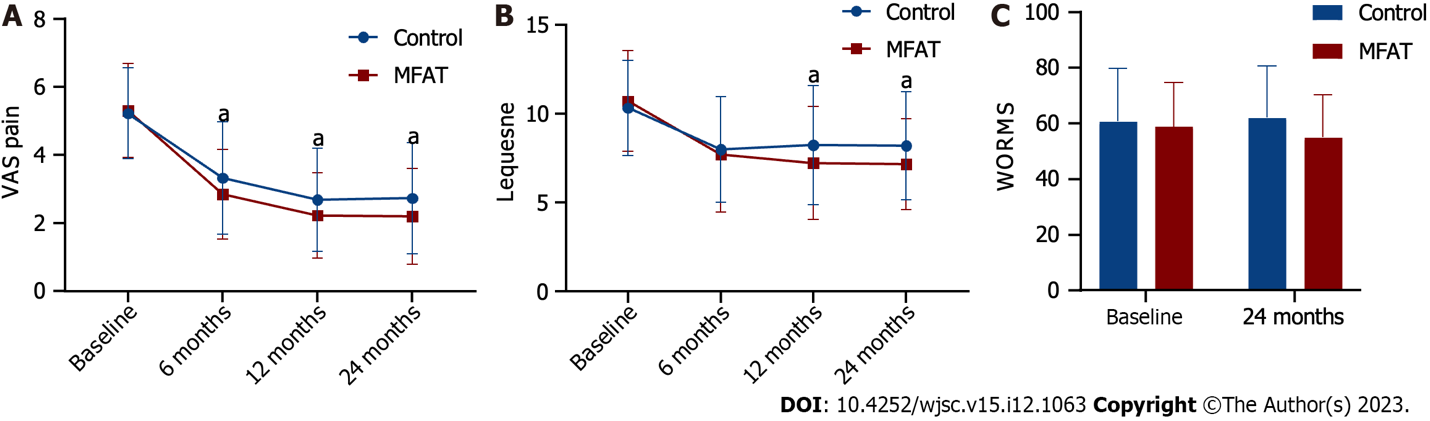 A
VAS pain
8
6
4
2
0
Control
MFAT
a
a
a
Baseline
6 months
12 months
24 months
B
Lequesne
15
10
5
0
Control
MFAT
a
a
Baseline
6 months
12 months
24 months
C
WORMS
100
80
60
40
20
0
Control
MFAT
Baseline
24 months
DOI: 10.4252/wjsc.v15.i12.1063 Copyright ©The Author(s) 2023.